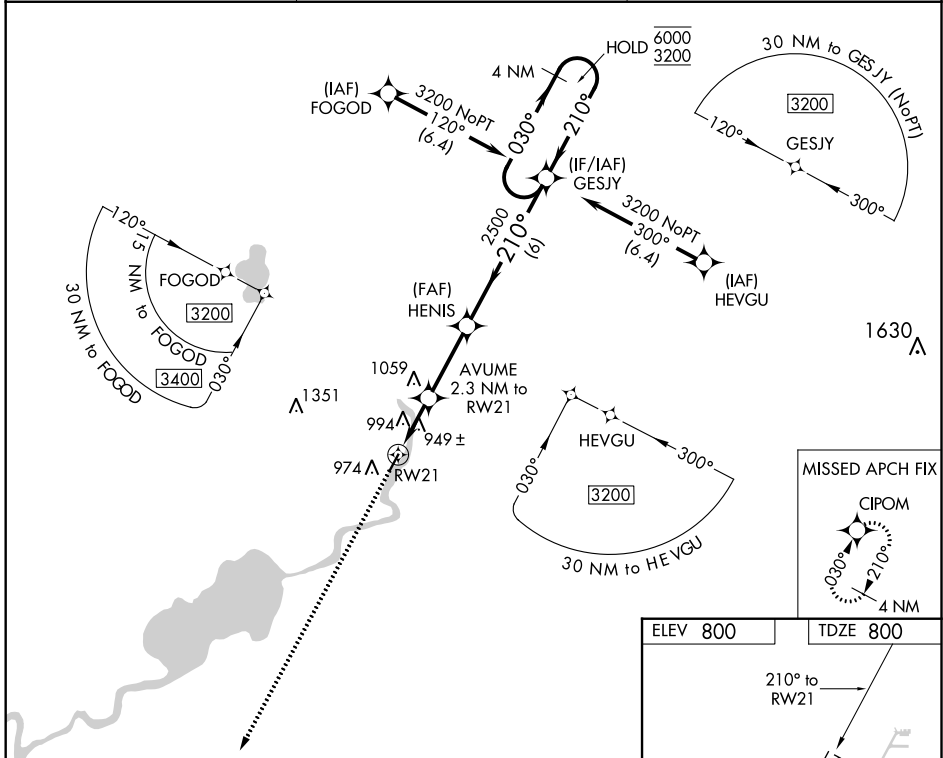 HOLD 6000
3200
4 NM
(IAF)
FOGOD
3200 NoPT
120°
(6.4)
030°
210°
(IF/IAF)
GESJY
30 NM to GESJY (NoPT)
3200
120°
GESJY
300°
2500
210°
(6)
3200 NoPT
300°
(6.4)
(IAF)
HEVGU
120°
15 NM to FOGOD
FOGOD
3200
30 NM to FOGOD
3400
030°
(FAF)
HENIS
1630
1059
AVUME
2.3 NM to
RW21
1351
994
949 ±
974
RW21
HEVGU
030°
300°
3200
30 NM to HEVGU
MISSED APCH FIX
CIPOM
030°
210°
4 NM
ELEV 800
TDZE 800
210° to
RW21